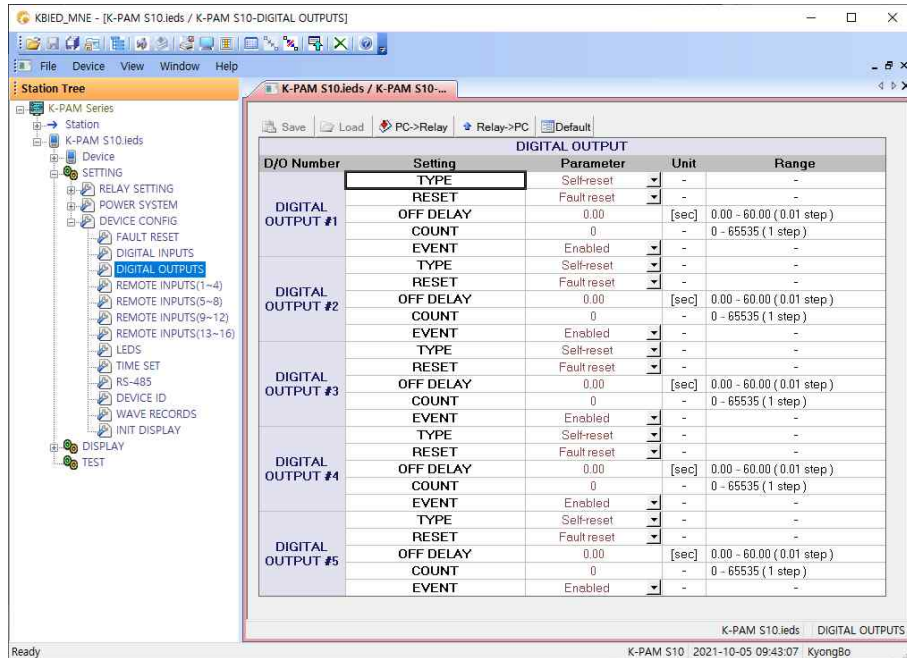 KBIED_MNE - [K-PAM S10.ieds / K-PAM S10-DIGITAL OUTPUTS]
File Device View Window Help
Station Tree
K-PAM Series
Station
K-PAM S10.ieds
Device
SETTING
RELAY SETTING
POWER SYSTEM
DEVICE CONFIG
FAULT RESET
DIGITAL INPUTS
DIGITAL OUTPUTS
REMOTE INPUTS(1~4)
REMOTE INPUTS(5~8)
REMOTE INPUTS(9~12)
REMOTE INPUTS(13~16)
LEDS
TIME SET
RS-485
DEVICE ID
WAVE RECORDS
INIT DISPLAY
DISPLAY
TEST
K-PAM S10.ieds / K-PAM S10-...
Save Load PC->Relay Relay->PC Default
DIGITAL OUTPUT
D/O Number Setting Parameter Unit Range
DIGITAL OUTPUT #1
TYPE Self-reset - -
RESET Fault reset - -
OFF DELAY 0.00 [sec] 0.00 - 60.00 ( 0.01 step )
COUNT 0 - 0 - 65535 ( 1 step )
EVENT Enabled - -
DIGITAL OUTPUT #2
TYPE Self-reset - -
RESET Fault reset - -
OFF DELAY 0.00 [sec] 0.00 - 60.00 ( 0.01 step )
COUNT 0 - 0 - 65535 ( 1 step )
EVENT Enabled - -
DIGITAL OUTPUT #3
TYPE Self-reset - -
RESET Fault reset - -
OFF DELAY 0.00 [sec] 0.00 - 60.00 ( 0.01 step )
COUNT 0 - 0 - 65535 ( 1 step )
EVENT Enabled - -
DIGITAL OUTPUT #4
TYPE Self-reset - -
RESET Fault reset - -
OFF DELAY 0.00 [sec] 0.00 - 60.00 ( 0.01 step )
COUNT 0 - 0 - 65535 ( 1 step )
EVENT Enabled - -
DIGITAL OUTPUT #5
TYPE Self-reset - -
RESET Fault reset - -
OFF DELAY 0.00 [sec] 0.00 - 60.00 ( 0.01 step )
COUNT 0 - 0 - 65535 ( 1 step )
EVENT Enabled - -
K-PAM S10.ieds DIGITAL OUTPUTS
Ready K-PAM S10 2021-10-05 09:43:07 KyongBo